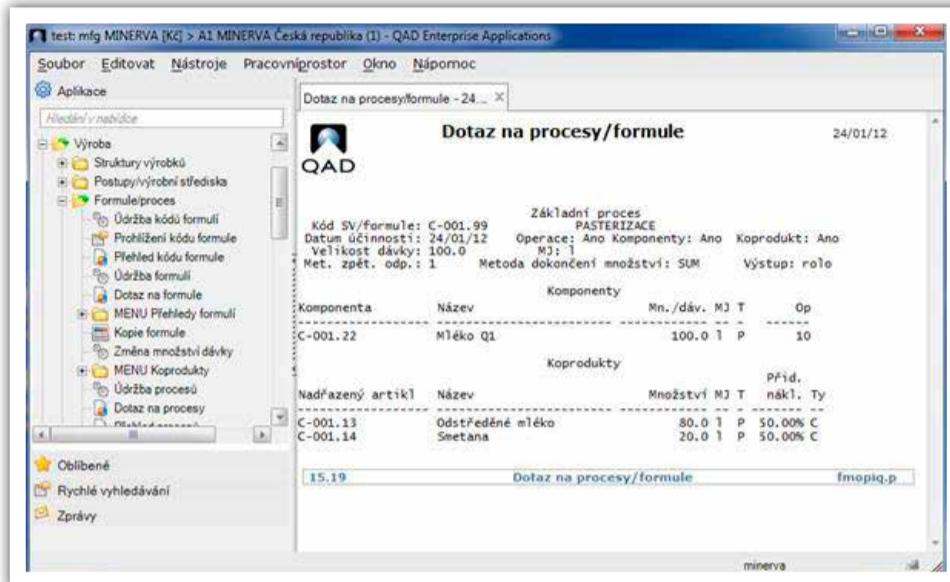 test: mfg MINERVA [Kč] > A1 MINERVA Česká republika (1) - QAD Enterprise Applications
Soubor Editovat Nástroje Pracovníprostor Okno Nápomoc
Aplikace
Hledání v nabídce
Výroba
Struktury výrobků
Postupy/výrobní střediska
Formule/proces
Údržba kódů formulí
Prohlížení kódu formule
Přehled kódu formule
Údržba formulí
Dotaz na formule
MENU Přehledy formulí
Kopie formule
Změna množství dávky
MENU Koprodukty
Údržba procesů
Dotaz na procesy
Oblíbené
Rychlé vyhledávání
Zprávy
Dotaz na procesy/formule - 24...
QAD
Dotaz na procesy/formule 24/01/12
Základní proces
Kód SV/formule: C-001.99 PASTERIZACE
Datum účinnosti: 24/01/12 Operace: Ano Komponenty: Ano Koprodukt: Ano
Velikost dávky: 100.0 MJ: l
Met. zpět. odp.: 1 Metoda dokončení množství: SUM Výstup: rolo
Komponenty
Komponenta Název Mn./dáv. MJ T Op
C-001.22 Mléko Q1 100.0 l P 10
Koprodukty
Přid.
Nadřazený artikl Název Množství MJ T nákl. Ty
C-001.13 Odstředěné mléko 80.0 l P 50.00% C
C-001.14 Smetana 20.0 l P 50.00% C
15.19 Dotaz na procesy/formule fmopiq.p
minerva